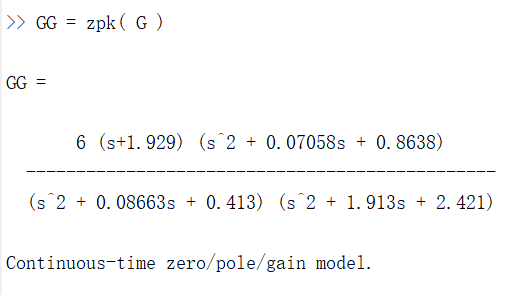 >> GG = zpk( G )
GG =
6 (s+1.929) (s^2 + 0.07058s + 0.8638)
-----------------------------------------------
(s^2 + 0.08663s + 0.413) (s^2 + 1.913s + 2.421)
Continuous-time zero/pole/gain model.